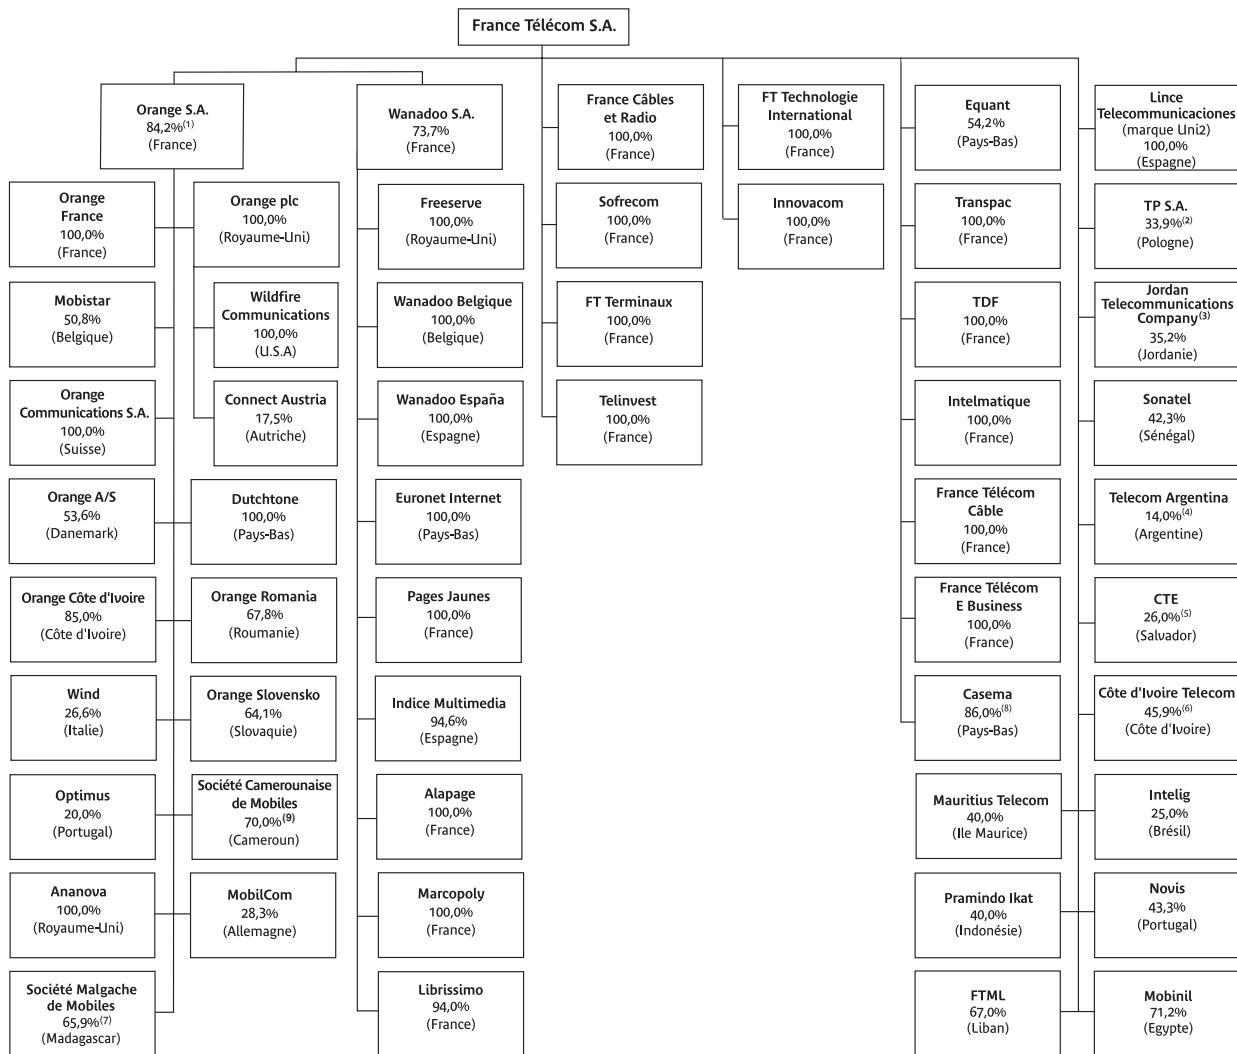 France Télécom S.A.
Orange S.A.
84,2%(1)
(France)
Wanadoo S.A.
73,7%
(France)
France Câbles
et Radio
100,0%
(France)
FT Technologie
International
100,0%
(France)
Equant
54,2%
(Pays-Bas)
Lince
Telecommunicaciones
(marque Uni2)
100,0%
(Espagne)
Orange
France
100,0%
(France)
Orange plc
100,0%
(Royaume-Uni)
Freeserve
100,0%
(Royaume-Uni)
Sofrecom
100,0%
(France)
Innovacom
100,0%
(France)
Transpac
100,0%
(France)
TP S.A.
33,9%(2)
(Pologne)
Mobistar
50,8%
(Belgique)
Wildfire
Communications
100,0%
(U.S.A)
Wanadoo Belgique
100,0%
(Belgique)
FT Terminaux
100,0%
(France)
TDF
100,0%
(France)
Jordan
Telecommunications
Company(3)
35,2%
(Jordanie)
Orange
Communications S.A.
100,0%
(Suisse)
Connect Austria
17,5%
(Autriche)
Wanadoo España
100,0%
(Espagne)
Telinvest
100,0%
(France)
Intelmatique
100,0%
(France)
Sonatel
42,3%
(Sénégal)
Orange A/S
53,6%
(Danemark)
Dutchtone
100,0%
(Pays-Bas)
Euronet Internet
100,0%
(Pays-Bas)
France Télécom
Câble
100,0%
(France)
Telecom Argentina
14,0%(4)
(Argentine)
Orange Côte d'Ivoire
85,0%
(Côte d'Ivoire)
Orange Romania
67,8%
(Roumanie)
Pages Jaunes
100,0%
(France)
France Télécom
E Business
100,0%
(France)
CTE
26,0%(5)
(Salvador)
Wind
26,6%
(Italie)
Orange Slovensko
64,1%
(Slovaquie)
Indice Multimedia
94,6%
(Espagne)
Casema
86,0%(8)
(Pays-Bas)
Côte d'Ivoire Telecom
45,9%(6)
(Côte d'Ivoire)
Optimus
20,0%
(Portugal)
Société Camerounaise
de Mobiles
70,0%(9)
(Cameroun)
Alapage
100,0%
(France)
Mauritius Telecom
40,0%
(Ile Maurice)
Intelig
25,0%
(Brésil)
Ananova
100,0%
(Royaume-Uni)
MobilCom
28,3%
(Allemagne)
Marcopoly
100,0%
(France)
Pramindo Ikat
40,0%
(Indonésie)
Novis
43,3%
(Portugal)
Société Malgache
de Mobiles
65,9%(7)
(Madagascar)
Librissimo
94,0%
(France)
FTML
67,0%
(Liban)
Mobinil
71,2%
(Egypte)